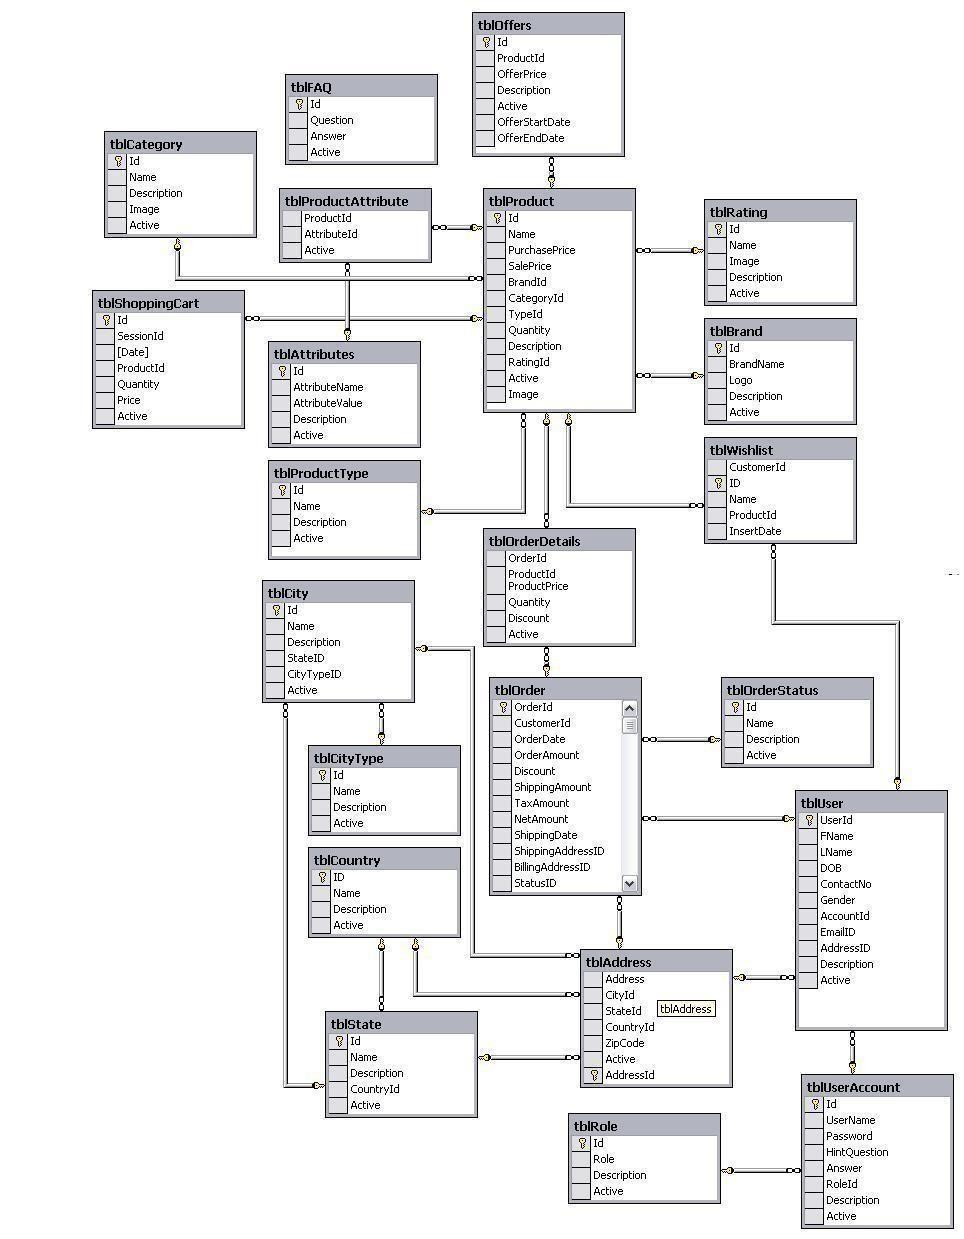 tblOffers
Id
ProductId
OfferPrice
Description
Active
OfferStartDate
OfferEndDate
tblFAQ
Id
Question
Answer
Active
tblCategory
Id
Name
Description
Image
Active
tblProductAttribute
ProductId
AttributeId
Active
tblProduct
Id
Name
PurchasePrice
SalePrice
BrandId
CategoryId
TypeId
Quantity
Description
RatingId
Active
Image
tblRating
Id
Name
Image
Description
Active
tblShoppingCart
Id
SessionId
[Date]
ProductId
Quantity
Price
Active
tblAttributes
Id
AttributeName
AttributeValue
Description
Active
tblBrand
Id
BrandName
Logo
Description
Active
tblWishlist
CustomerId
ID
Name
ProductId
InsertDate
tblProductType
Id
Name
Description
Active
tblOrderDetails
OrderId
ProductId
ProductPrice
Quantity
Discount
Active
tblCity
Id
Name
Description
StateID
CityTypeID
Active
tblOrder
OrderId
CustomerId
OrderDate
OrderAmount
Discount
ShippingAmount
TaxAmount
NetAmount
ShippingDate
ShippingAddressID
BillingAddressID
StatusID
tblOrderStatus
Id
Name
Description
Active
tblCityType
Id
Name
Description
Active
tblUser
UserId
FName
LName
DOB
ContactNo
Gender
AccountId
EmailID
AddressID
Description
Active
tblCountry
ID
Name
Description
Active
tblAddress
Address
CityId
StateId
CountryId
ZipCode
Active
AddressId
tblAddress
tblState
Id
Name
Description
CountryId
Active
tblUserAccount
Id
UserName
Password
HintQuestion
Answer
RoleId
Description
Active
tblRole
Id
Role
Description
Active